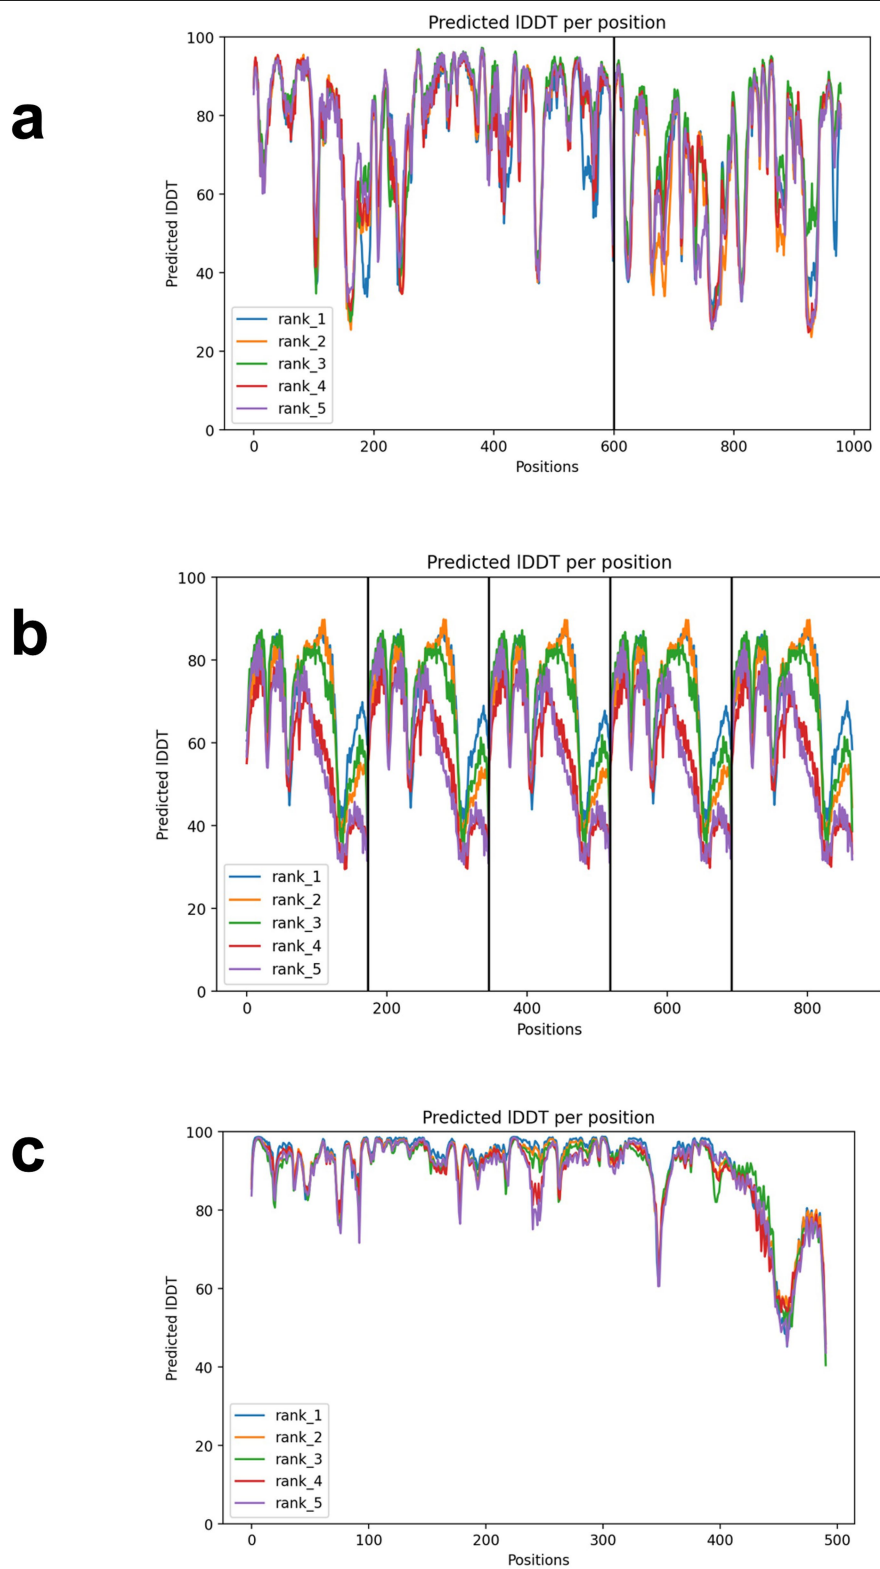 a
Predicted lDDT per position
100
80
60
40
20
0
Predicted lDDT
rank_1
rank_2
rank_3
rank_4
rank_5
0 200 400 600 800 1000
Positions
b
Predicted lDDT per position
100
80
60
40
20
0
Predicted lDDT
rank_1
rank_2
rank_3
rank_4
rank_5
0 200 400 600 800
Positions
c
Predicted lDDT per position
100
80
60
40
20
0
Predicted lDDT
rank_1
rank_2
rank_3
rank_4
rank_5
0 100 200 300 400 500
Positions